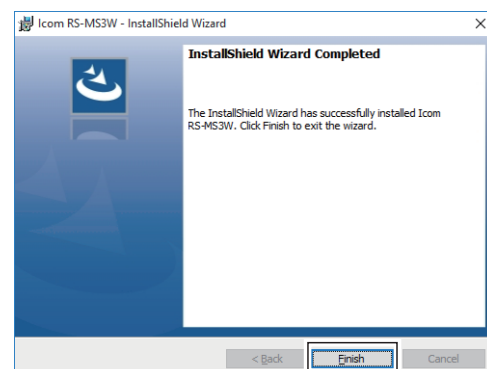 Icom RS-MS3W - InstallShield Wizard
InstallShield Wizard Completed
The InstallShield Wizard has successfully installed Icom
RS-MS3W. Click Finish to exit the wizard.
< Back Finish Cancel